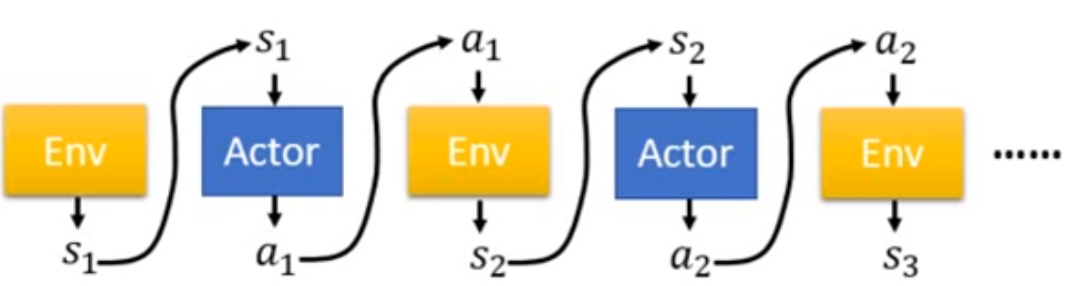 s₁ a₁ s₂ a₂
Env Actor Env Actor Env ......
s₁ a₁ s₂ a₂ s₃